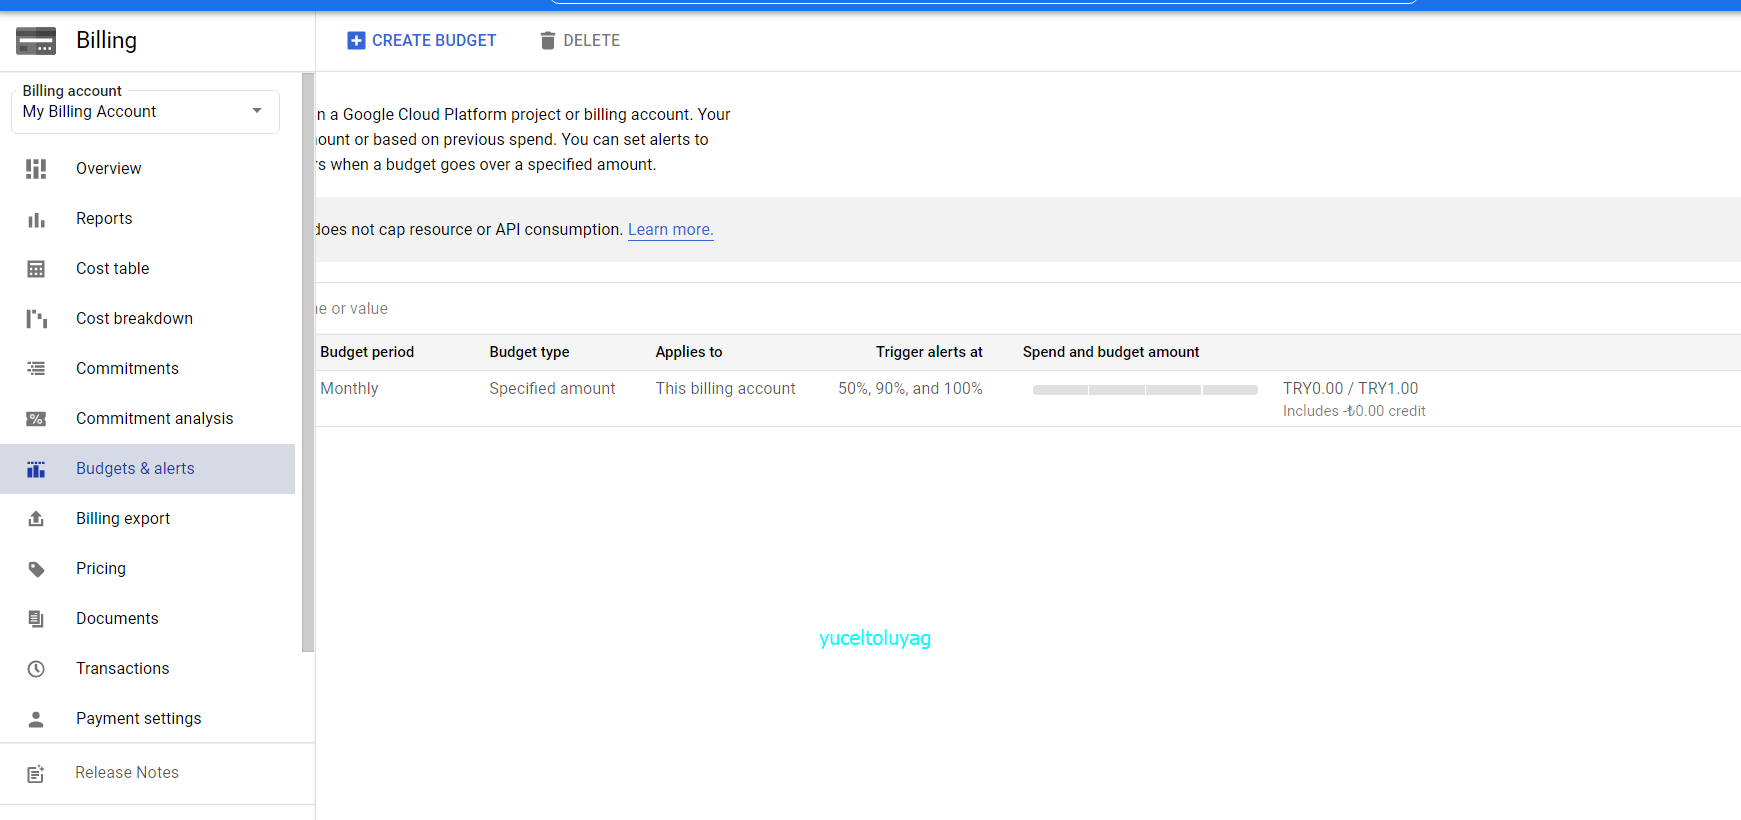 Billing
CREATE BUDGET
DELETE
Billing account
My Billing Account
Overview
Reports
Cost table
Cost breakdown
Commitments
Commitment analysis
Budgets & alerts
Billing export
Pricing
Documents
Transactions
Payment settings
Release Notes
n a Google Cloud Platform project or billing account. Your
ount or based on previous spend. You can set alerts to
s when a budget goes over a specified amount.
does not cap resource or API consumption. Learn more.
e or value
Budget period Budget type Applies to Trigger alerts at Spend and budget amount
Monthly Specified amount This billing account 50%, 90%, and 100% TRY0.00 / TRY1.00
Includes -₺0.00 credit
yuceltoluyag